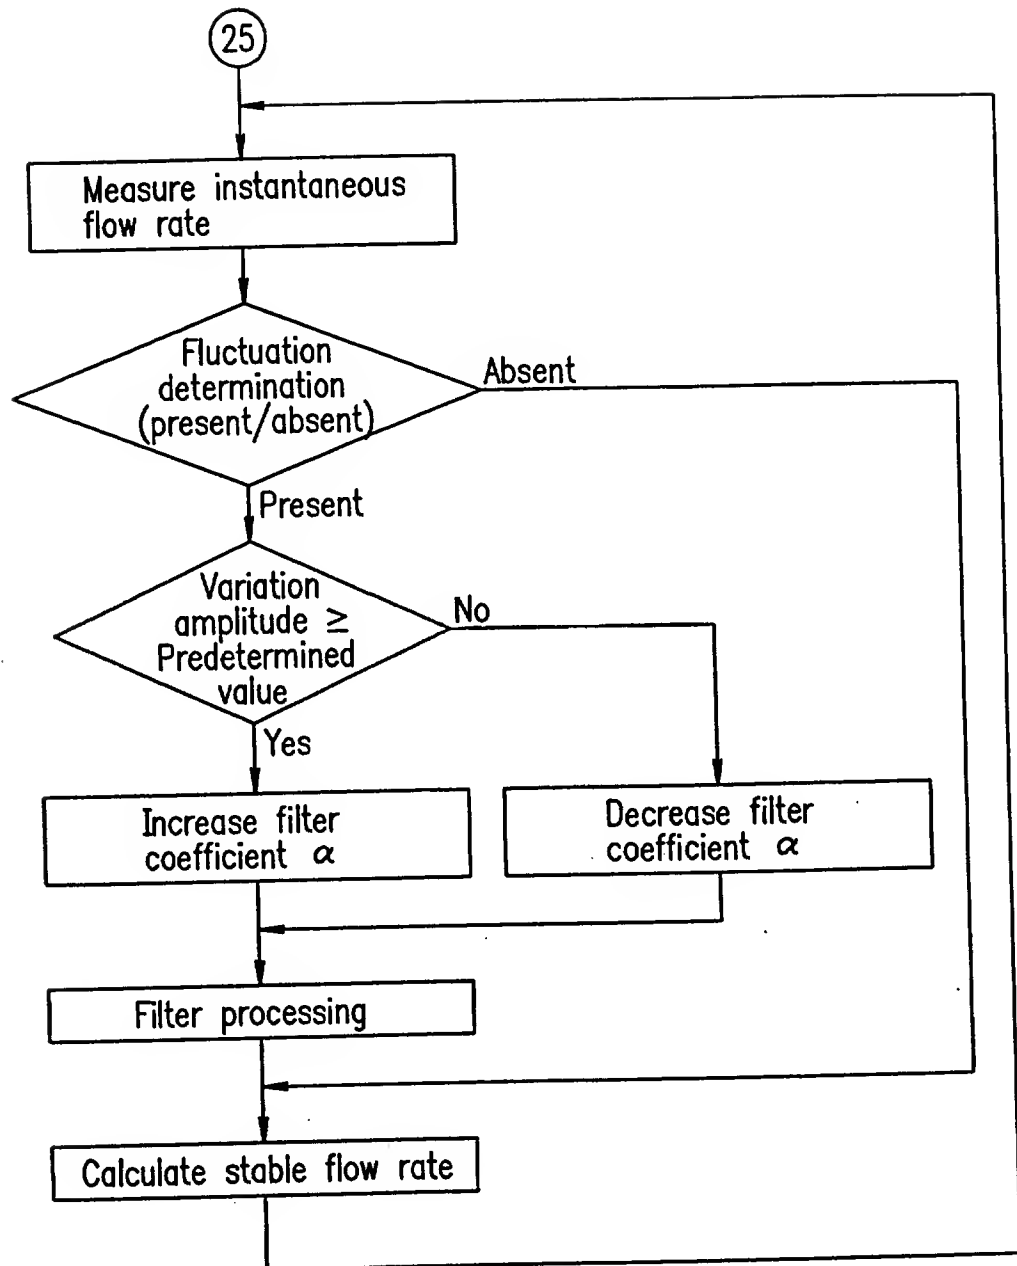 25
Measure instantaneous
flow rate
Fluctuation
determination
(present/absent)
Absent
Present
Variation
amplitude ≥
Predetermined
value
No
Yes
Increase filter
coefficient α
Decrease filter
coefficient α
Filter processing
Calculate stable flow rate